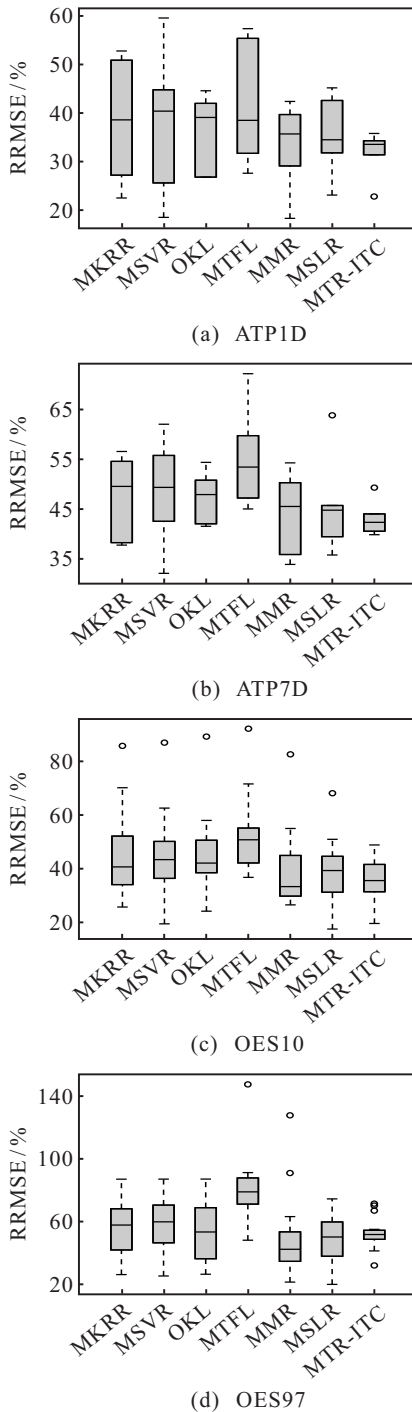 RRMSE/%
60
40
30
20
MKRR MSVR OKL MTFL MMR MSLR MTR-ITC
(a) ATP1D
RRMSE/%
65
55
45
35
MKRR MSVR OKL MTFL MMR MSLR MTR-ITC
(b) ATP7D
RRMSE/%
80
60
40
20
MKRR MSVR OKL MTFL MMR MSLR MTR-ITC
(c) OES10
RRMSE/%
140
100
60
20
MKRR MSVR OKL MTFL MMR MSLR MTR-ITC
(d) OES97